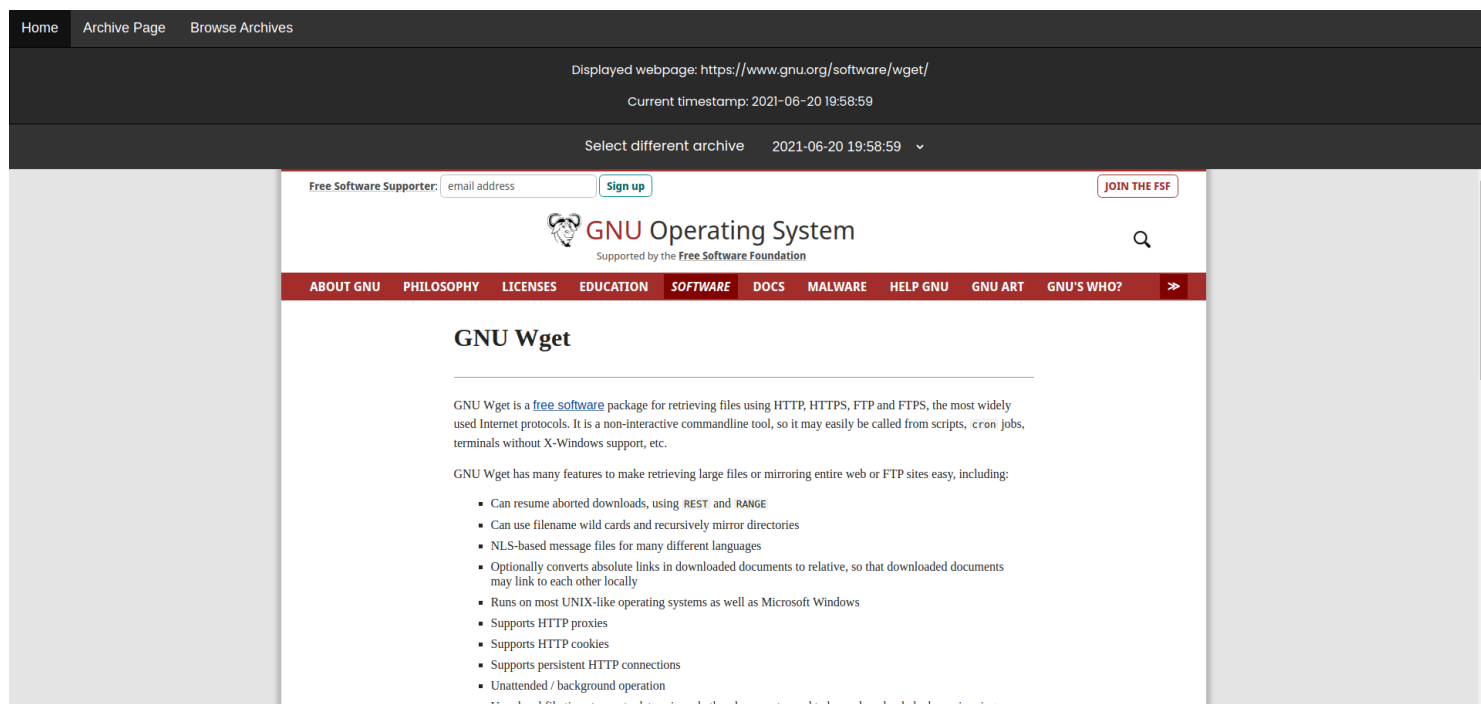 Home Archive Page Browse Archives
Displayed webpage: https://www.gnu.org/software/wget/
Current timestamp: 2021-06-20 19:58:59
Select different archive 2021-06-20 19:58:59
Free Software Supporter: email address Sign up JOIN THE FSF
GNU Operating System
Supported by the Free Software Foundation
ABOUT GNU PHILOSOPHY LICENSES EDUCATION SOFTWARE DOCS MALWARE HELP GNU GNU ART GNU'S WHO? ≫
GNU Wget
GNU Wget is a free software package for retrieving files using HTTP, HTTPS, FTP and FTPS, the most widely
used Internet protocols. It is a non-interactive commandline tool, so it may easily be called from scripts, cron jobs,
terminals without X-Windows support, etc.
GNU Wget has many features to make retrieving large files or mirroring entire web or FTP sites easy, including:
▪ Can resume aborted downloads, using REST and RANGE
▪ Can use filename wild cards and recursively mirror directories
▪ NLS-based message files for many different languages
▪ Optionally converts absolute links in downloaded documents to relative, so that downloaded documents
may link to each other locally
▪ Runs on most UNIX-like operating systems as well as Microsoft Windows
▪ Supports HTTP proxies
▪ Supports HTTP cookies
▪ Supports persistent HTTP connections
▪ Unattended / background operation